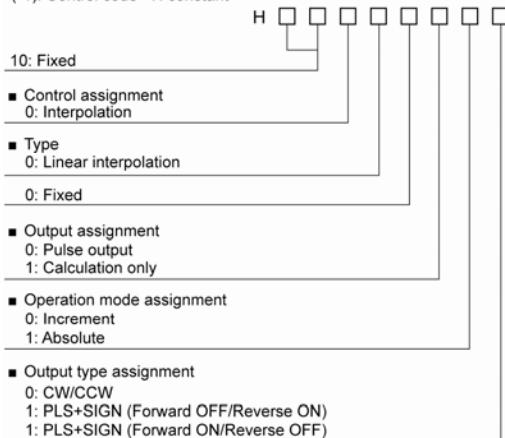 H
10: Fixed
■ Control assignment
0: Interpolation
■ Type
0: Linear interpolation
0: Fixed
■ Output assignment
0: Pulse output
1: Calculation only
■ Operation mode assignment
0: Increment
1: Absolute
■ Output type assignment
0: CW/CCW
1: PLS+SIGN (Forward OFF/Reverse ON)
1: PLS+SIGN (Forward ON/Reverse OFF)